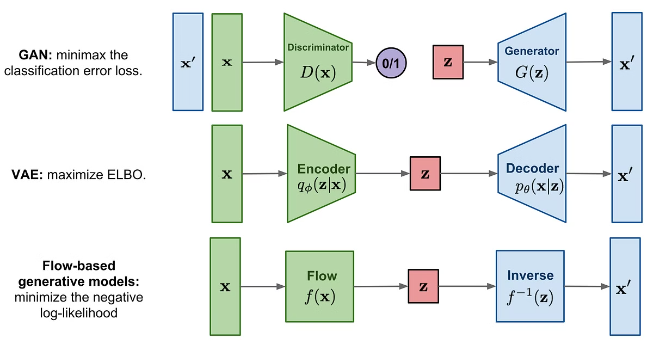 GAN: minimax the
classification error loss.
x′
x
Discriminator
D(x)
0/1
z
Generator
G(z)
x′
VAE: maximize ELBO.
x
Encoder
qϕ(z|x)
z
Decoder
pθ(x|z)
x′
Flow-based
generative models:
minimize the negative
log-likelihood
x
Flow
f(x)
z
Inverse
f⁻¹(z)
x′